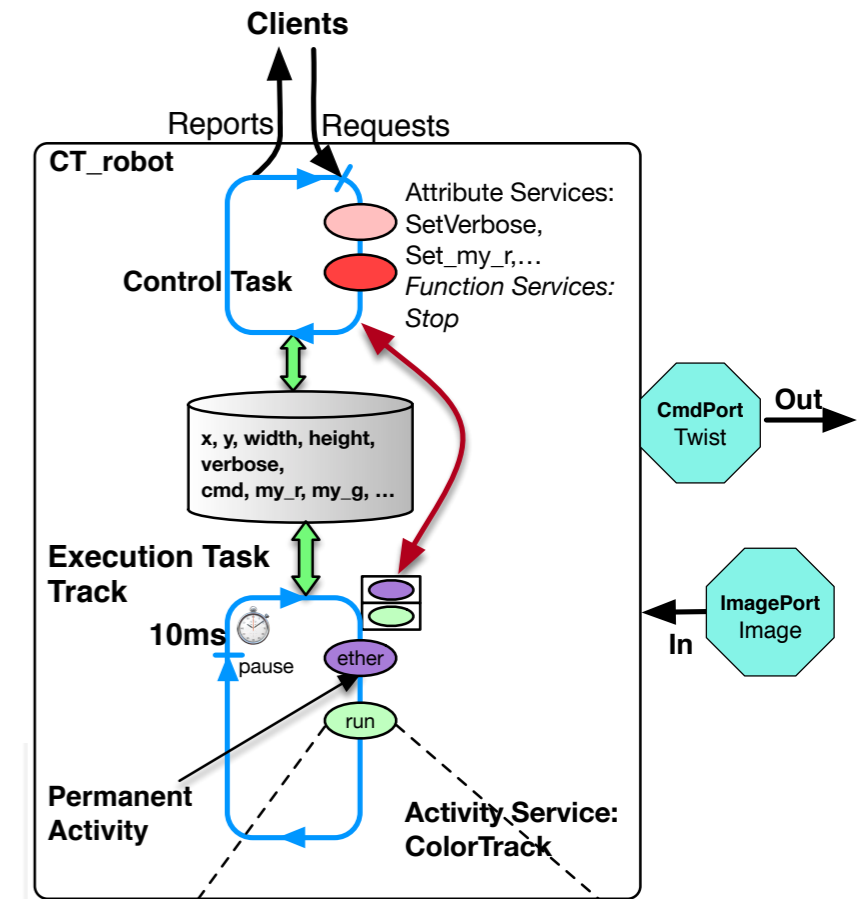 Clients
Reports
Requests
CT_robot
Attribute Services:
SetVerbose,
Set_my_r,...
Function Services:
Stop
Control Task
x, y, width, height,
verbose,
cmd, my_r, my_g, ...
CmdPort
Twist
Out
ImagePort
Image
In
Execution Task
Track
10ms
pause
ether
run
Permanent
Activity
Activity Service:
ColorTrack